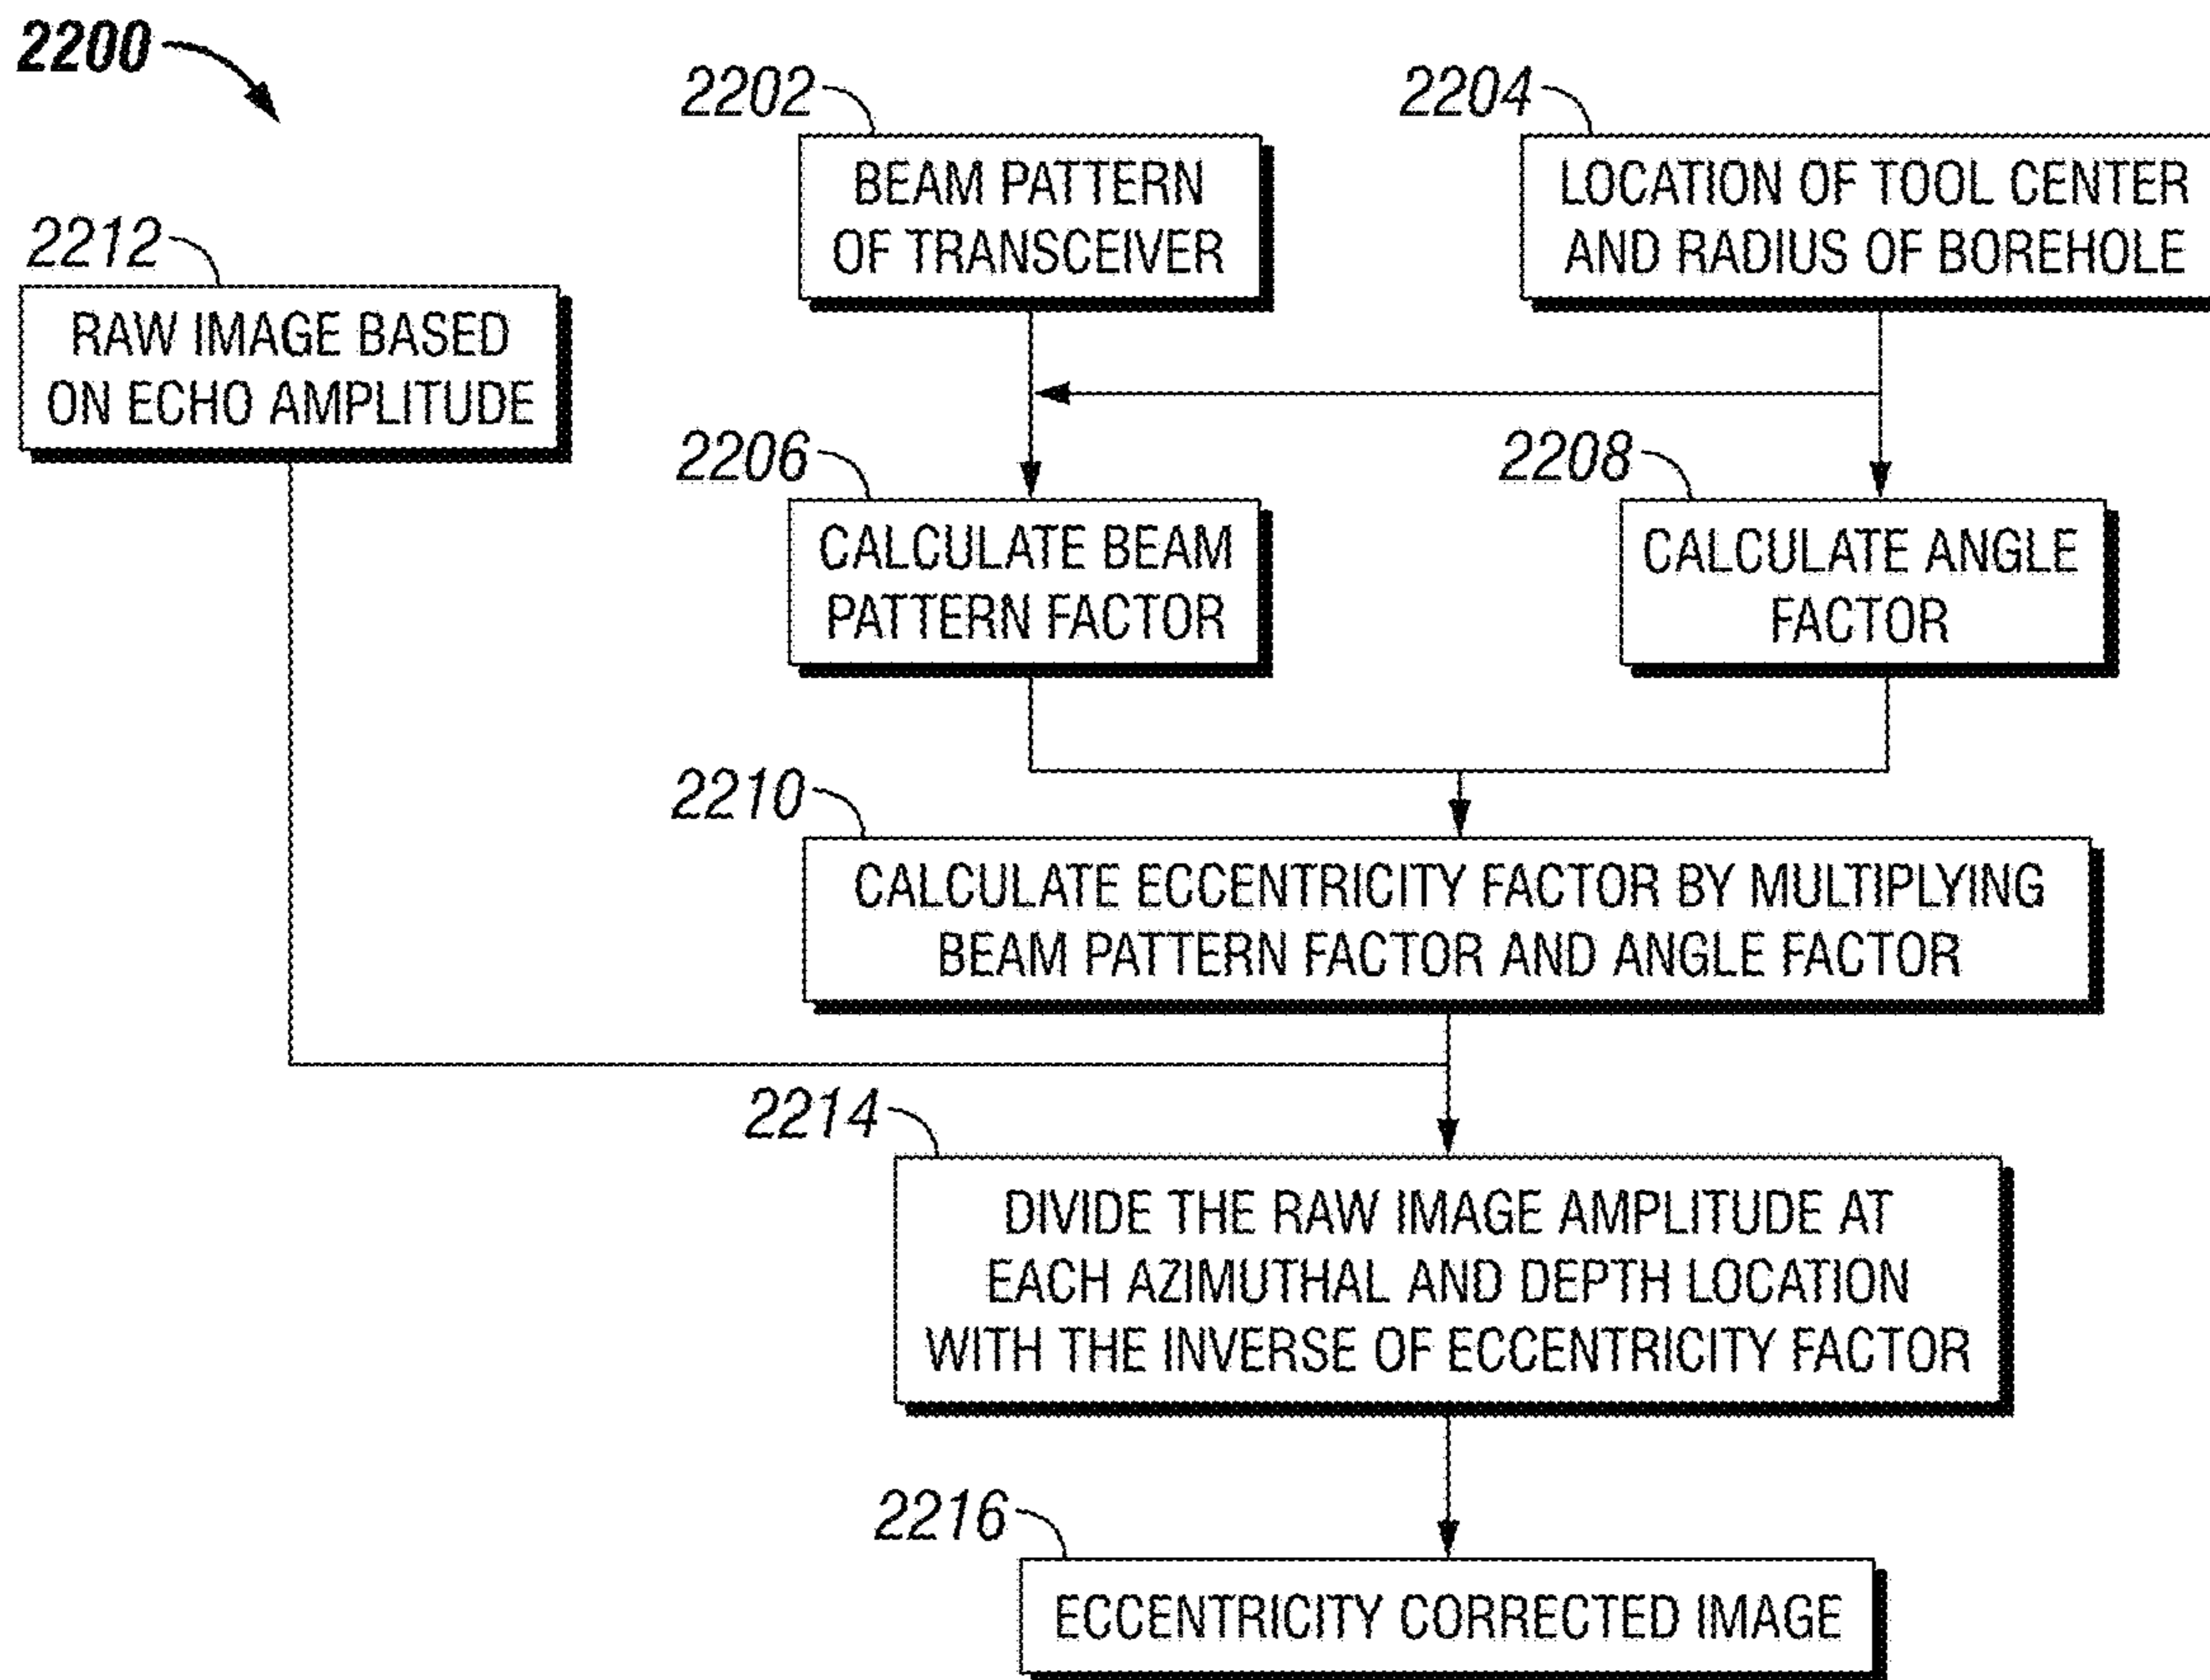 2200
2202
2204
BEAM PATTERN
OF TRANSCEIVER
LOCATION OF TOOL CENTER
AND RADIUS OF BOREHOLE
2212
RAW IMAGE BASED
ON ECHO AMPLITUDE
2206
2208
CALCULATE BEAM
PATTERN FACTOR
CALCULATE ANGLE
FACTOR
2210
CALCULATE ECCENTRICITY FACTOR BY MULTIPLYING
BEAM PATTERN FACTOR AND ANGLE FACTOR
2214
DIVIDE THE RAW IMAGE AMPLITUDE AT
EACH AZIMUTHAL AND DEPTH LOCATION
WITH THE INVERSE OF ECCENTRICITY FACTOR
2216
ECCENTRICITY CORRECTED IMAGE